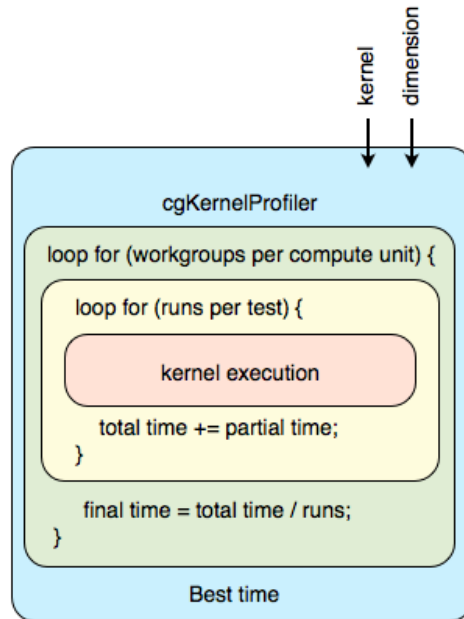 kernel
dimension
cgKernelProfiler
loop for (workgroups per compute unit) {
loop for (runs per test) {
kernel execution
total time += partial time;
}
final time = total time / runs;
}
Best time